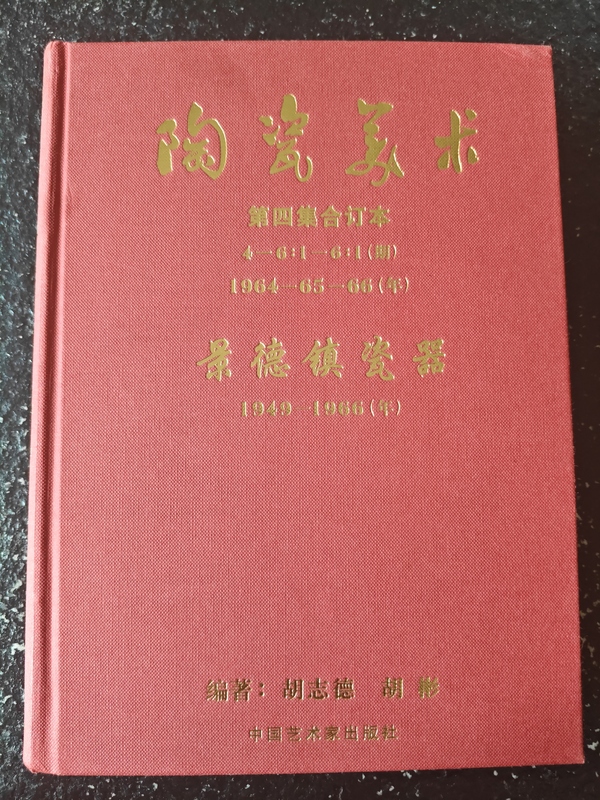 陶瓷美术
第四集合订本
4—6:1—6:1(期)
1964—65—66(年)
景德镇瓷器
1949—1966(年)
编著：胡志德 胡彬
中国艺术家出版社